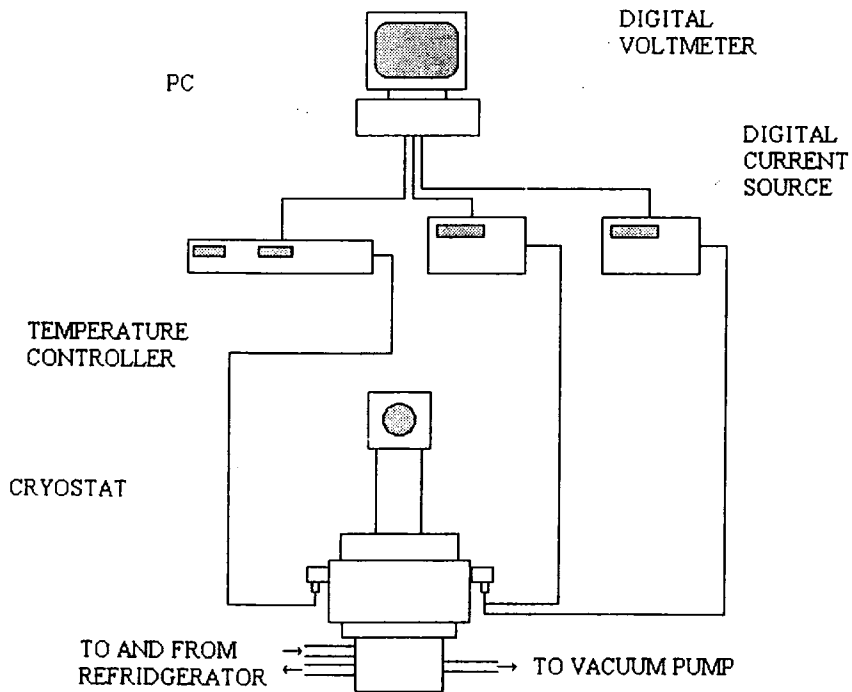 DIGITAL
VOLTMETER
PC
DIGITAL
CURRENT
SOURCE
TEMPERATURE
CONTROLLER
CRYOSTAT
TO AND FROM
REFRIDGERATOR
TO VACUUM PUMP